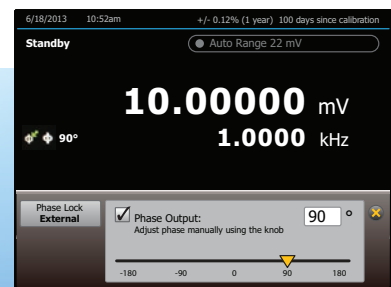 6/18/2013 10:52am +/- 0.12% (1 year) 100 days since calibration
Standby Auto Range 22 mV
10.00000 mV
90° 1.0000 kHz
Phase Lock
External
Phase Output: 90 °
Adjust phase manually using the knob
-180 -90 0 90 180